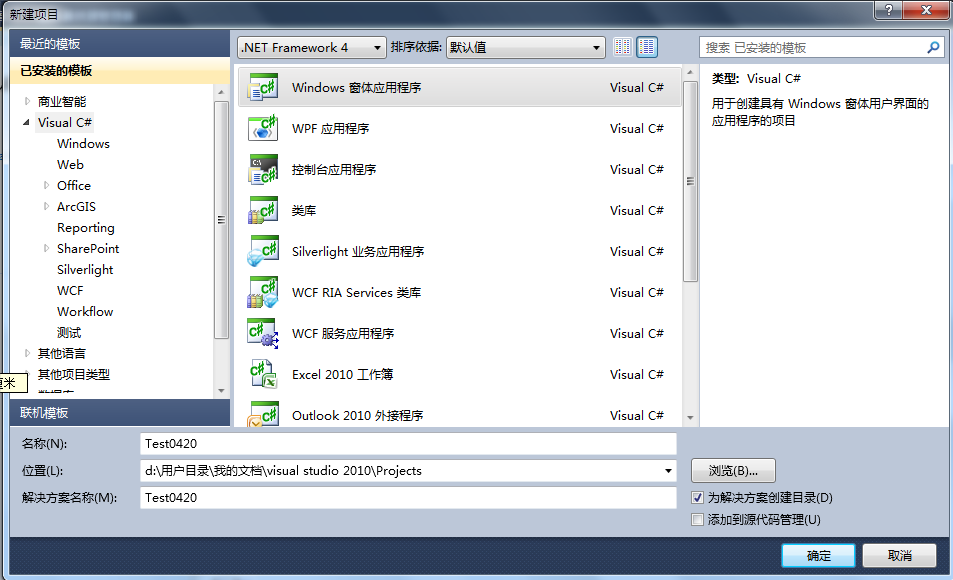 新建项目
最近的模板
已安装的模板
商业智能
Visual C#
Windows
Web
Office
ArcGIS
Reporting
SharePoint
Silverlight
WCF
Workflow
测试
其他语言
其他项目类型
厘米
联机模板
.NET Framework 4 排序依据: 默认值
Windows 窗体应用程序 Visual C#
WPF 应用程序 Visual C#
C:\
控制台应用程序 Visual C#
类库 Visual C#
Silverlight 业务应用程序 Visual C#
WCF RIA Services 类库 Visual C#
WCF 服务应用程序 Visual C#
Excel 2010 工作簿 Visual C#
Outlook 2010 外接程序 Visual C#
搜索 已安装的模板
类型: Visual C#
用于创建具有 Windows 窗体用户界面的
应用程序的项目
名称(N): Test0420
位置(L): d:\用户目录\我的文档\visual studio 2010\Projects 浏览(B)...
解决方案名称(M): Test0420
为解决方案创建目录(D)
添加到源代码管理(U)
确定 取消